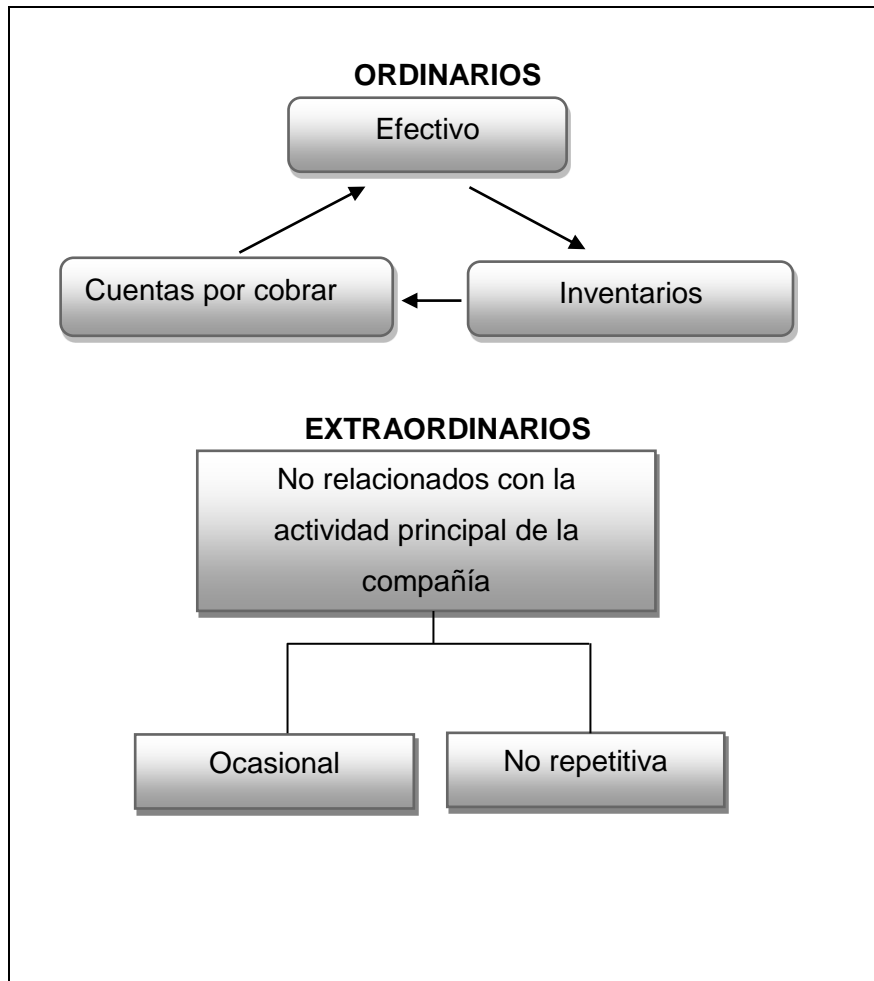 ORDINARIOS
Efectivo
Cuentas por cobrar
Inventarios
EXTRAORDINARIOS
No relacionados con la
actividad principal de la
compañía
Ocasional
No repetitiva